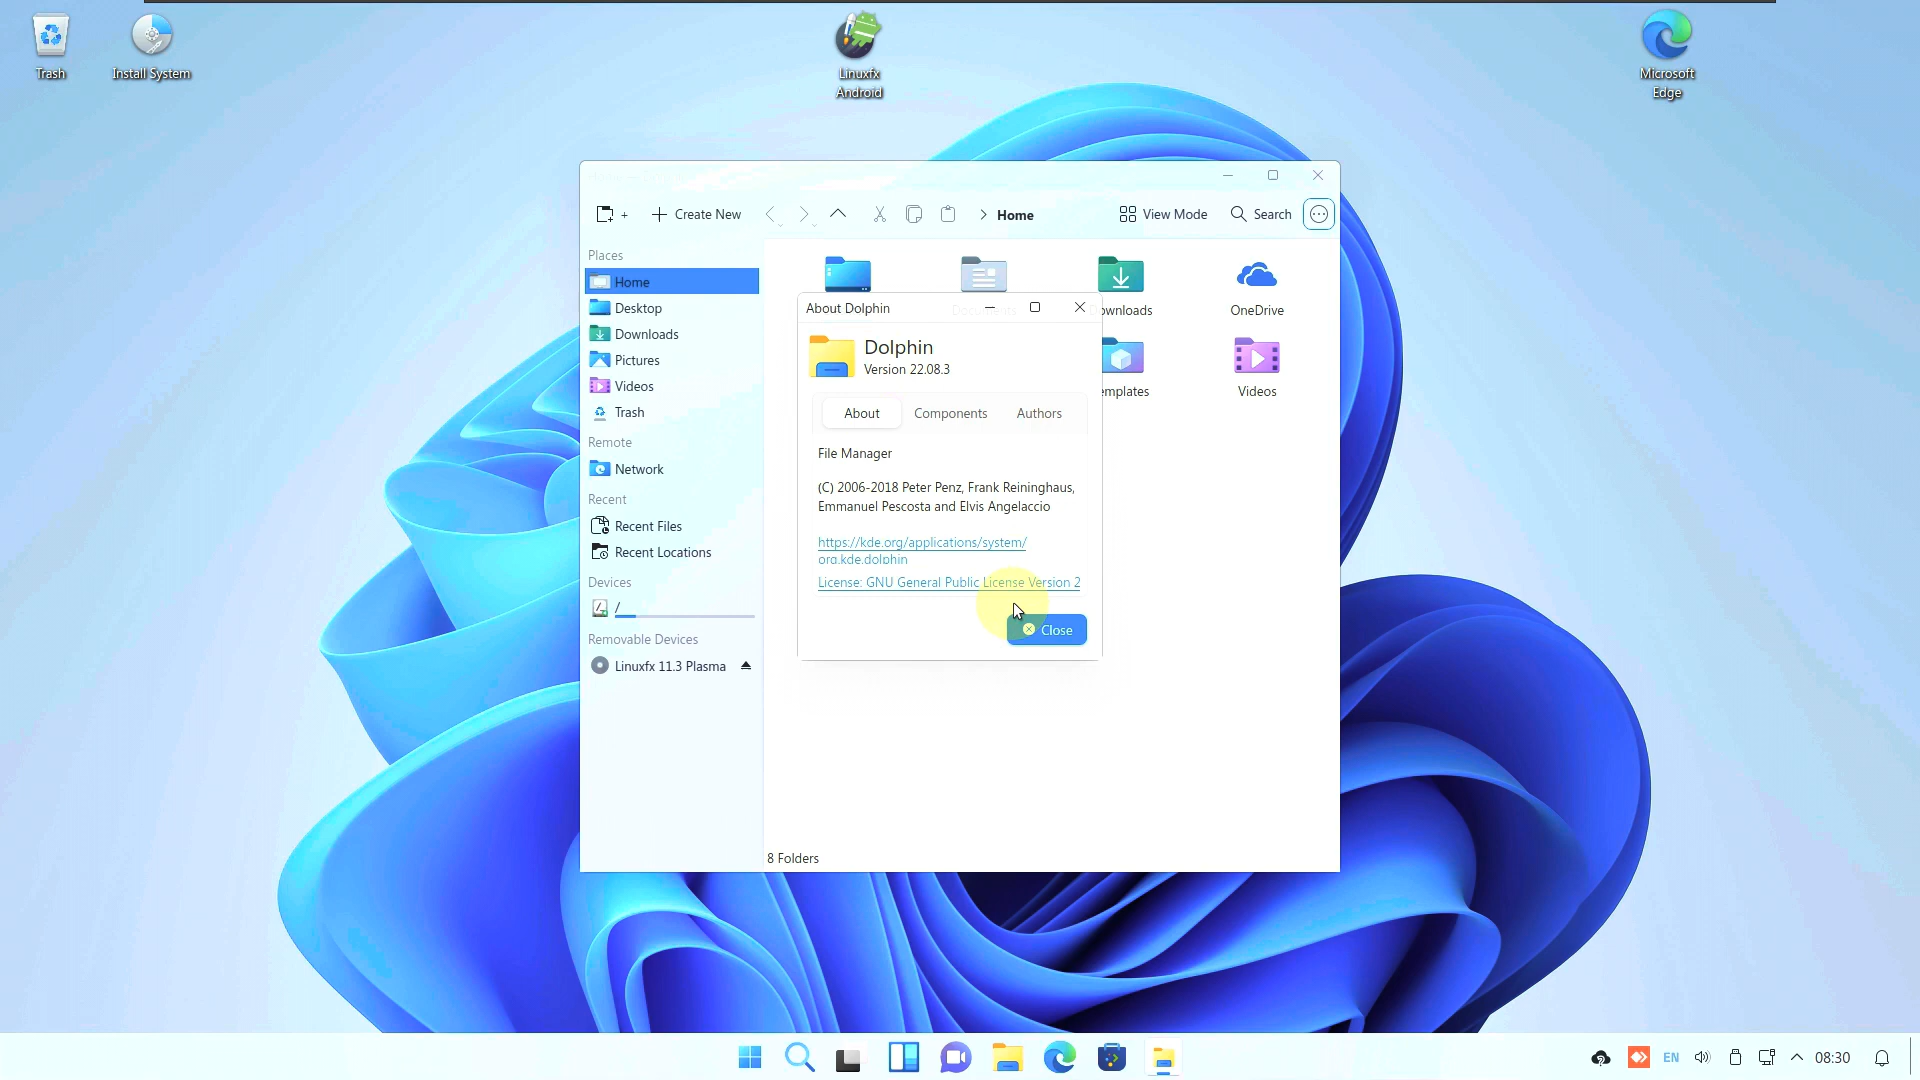 Trash
Install System
Linuxfx
Android
Microsoft
Edge
Create New
Home
View Mode
Search
Places
Home
Desktop
Downloads
Pictures
Videos
Trash
Remote
Network
Recent
Recent Files
Recent Locations
Devices
/
Removable Devices
Linuxfx 11.3 Plasma
Documents
ownloads
OneDrive
emplates
Videos
About Dolphin
Dolphin
Version 22.08.3
About
Components
Authors
File Manager
(C) 2006-2018 Peter Penz, Frank Reininghaus,
Emmanuel Pescosta and Elvis Angelaccio
https://kde.org/applications/system/
org.kde.dolphin
License: GNU General Public License Version 2
Close
8 Folders
EN
08:30